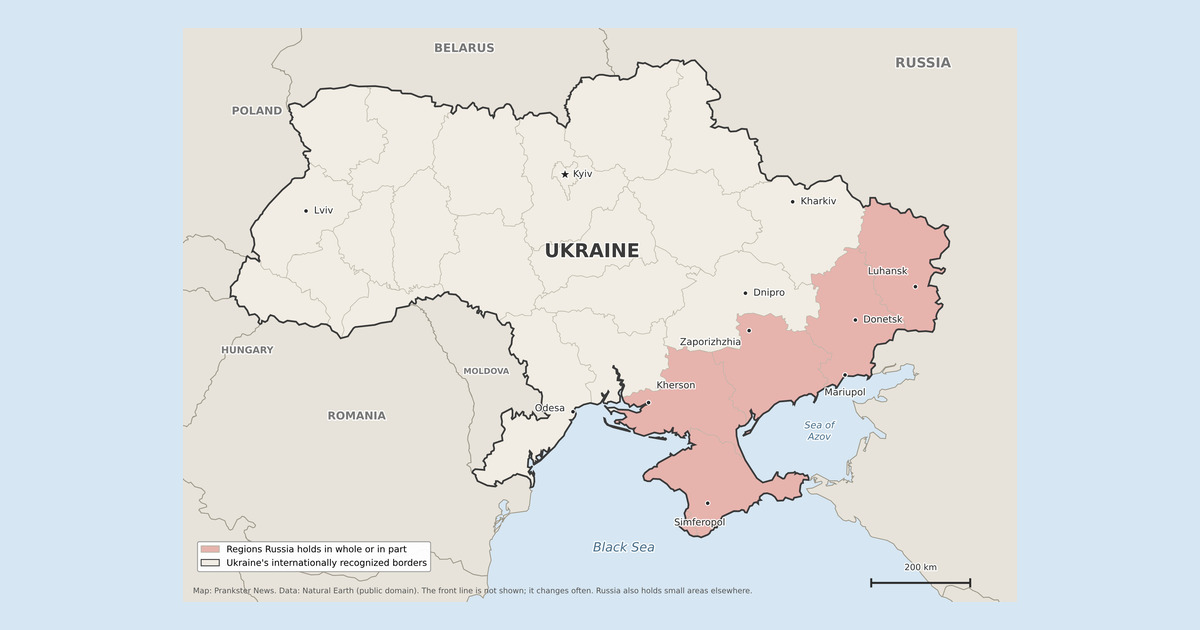 BELARUS
RUSSIA
POLAND
Kyiv
Kharkiv
Lviv
UKRAINE
Luhansk
Dnipro
Donetsk
Zaporizhzhia
HUNGARY
MOLDOVA
Kherson
Mariupol
Odesa
ROMANIA
Sea of
Azov
Simferopol
Black Sea
Regions Russia holds in whole or in part
Ukraine's internationally recognized borders
200 km
Map: Prankster News. Data: Natural Earth (public domain). The front line is not shown; it changes often. Russia also holds small areas elsewhere.